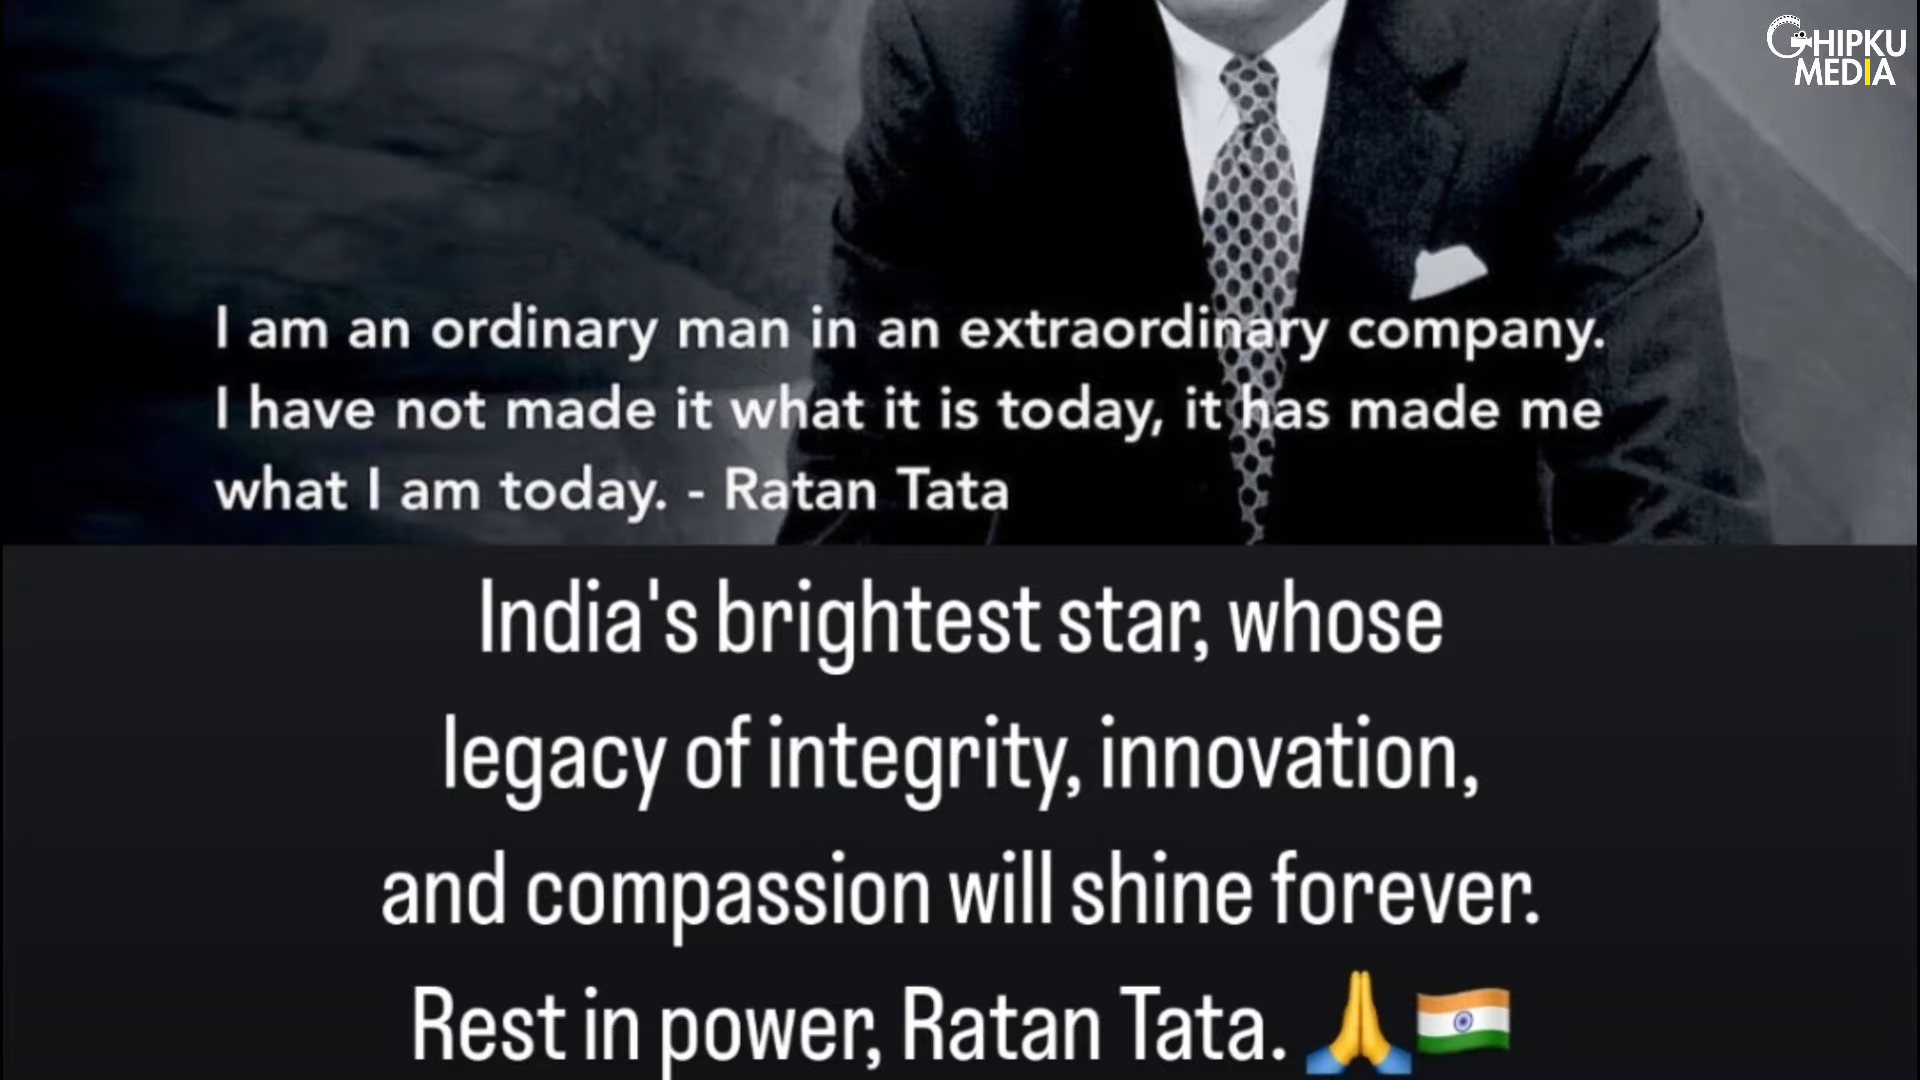 GHIPKU
MEDIA
I am an ordinary man in an extraordinary company.
I have not made it what it is today, it has made me
what I am today. - Ratan Tata
India's brightest star, whose
legacy of integrity, innovation,
and compassion will shine forever.
Rest in power, Ratan Tata. 🙏🇮🇳